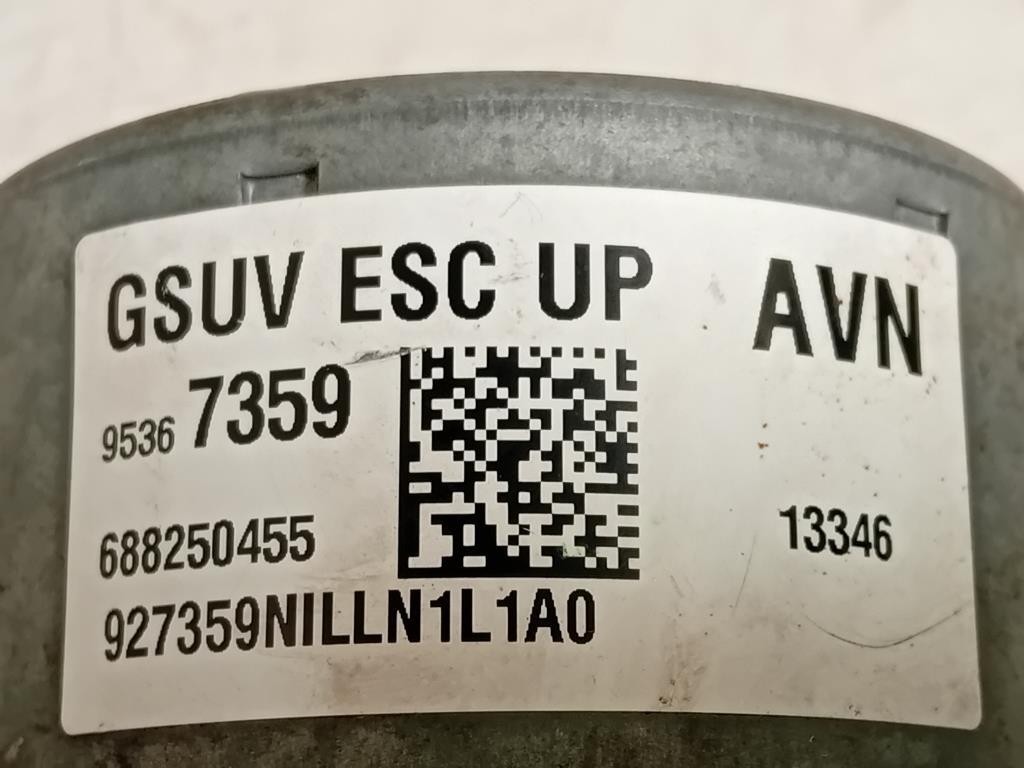 GSUV ESC UP AVN
9536 7359
688250455 13346
927359NILLN1L1A0